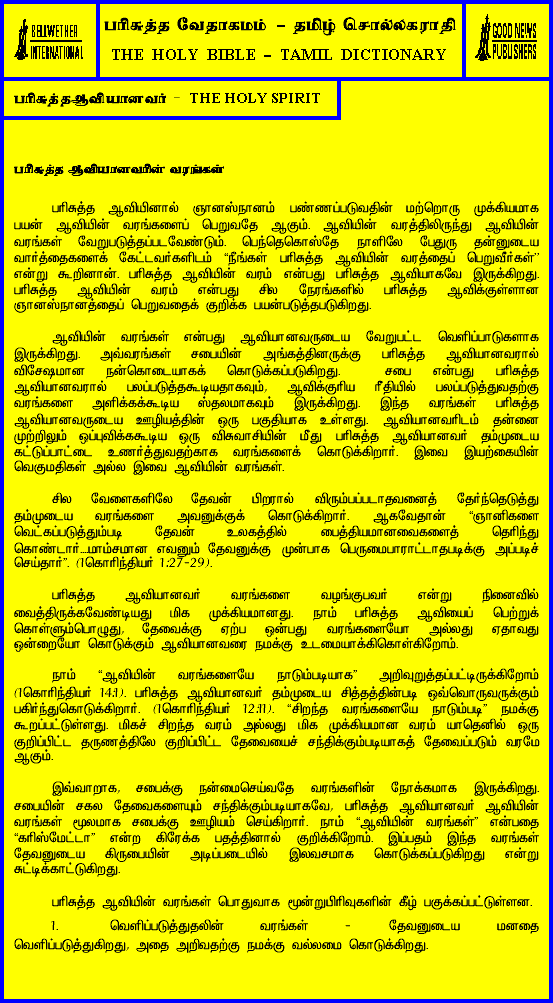 BELLWETHER
INTERNATIONAL
பரிசுத்த வேதாகமம் - தமிழ் சொல்லகராதி
THE HOLY BIBLE - TAMIL DICTIONARY
GOOD NEWS
PUBLISHERS
பரிசுத்தஆவியானவர் - THE HOLY SPIRIT
பரிசுத்த ஆவியானவரின் வரங்கள்
பரிசுத்த ஆவியினால் ஞானஸ்நானம் பண்ணப்படுவதின் மற்றொரு முக்கியமாக
பயன் ஆவியின் வரங்களைப் பெறுவதே ஆகும். ஆவியின் வரத்திலிருந்து ஆவியின்
வரங்கள் வேறுபடுத்தப்படவேண்டும். பெந்தெகொஸ்தே நாளிலே பேதுரு தன்னுடைய
வார்த்தைகளைக் கேட்டவர்களிடம் “நீங்கள் பரிசுத்த ஆவியின் வரத்தைப் பெறுவீர்கள்”
என்று கூறினான். பரிசுத்த ஆவியின் வரம் என்பது பரிசுத்த ஆவியாகவே இருக்கிறது.
பரிசுத்த ஆவியின் வரம் என்பது சில நேரங்களில் பரிசுத்த ஆவிக்குள்ளான
ஞானஸ்நானத்தைப் பெறுவதைக் குறிக்க பயன்படுத்தபடுகிறது.
ஆவியின் வரங்கள் என்பது ஆவியானவருடைய வேறுபட்ட வெளிப்பாடுகளாக
இருக்கிறது. அவ்வரங்கள் சபையின் அங்கத்தினருக்கு பரிசுத்த ஆவியானவரால்
விசேஷமான நன்கொடையாகக் கொடுக்கப்படுகிறது. சபை என்பது பரிசுத்த
ஆவியானவரால் பலப்படுத்தகூடியதாகவும், ஆவிக்குரிய ரீதியில் பலப்படுத்துவதற்கு
வரங்களை அளிக்கக்கூடிய ஸ்தலமாகவும் இருக்கிறது. இந்த வரங்கள் பரிசுத்த
ஆவியானவருடைய ஊழியத்தின் ஒரு பகுதியாக உள்ளது. ஆவியானவரிடம் தன்னை
முற்றிலும் ஒப்புவிக்ககூடிய ஒரு விசுவாசியின் மீது பரிசுத்த ஆவியானவர் தம்முடைய
கட்டுப்பாட்டை உணர்த்துவதற்காக வரங்களைக் கொடுக்கிறார். இவை இயற்கையின்
வெகுமதிகள் அல்ல இவை ஆவியின் வரங்கள்.
சில வேளைகளிலே தேவன் பிறரால் விரும்பப்படாதவனைத் தேர்ந்தெடுத்து
தம்முடைய வரங்களை அவனுக்குக் கொடுக்கிறார். ஆகவேதான் “ஞானிகளை
வெட்கப்படுத்தும்படி தேவன் உலகத்தில் பைத்தியமானவைகளைத் தெரிந்து
கொண்டார்...மாம்சமான எவனும் தேவனுக்கு முன்பாக பெருமைபாராட்டாதபடிக்கு அப்படிச்
செய்தார்”. (1கொரிந்தியர் 1:27-29).
பரிசுத்த ஆவியானவர் வரங்களை வழங்குபவர் என்று நினைவில்
வைத்திருக்கவேண்டியது மிக முக்கியமானது. நாம் பரிசுத்த ஆவியைப் பெற்றுக்
கொள்ளும்பொழுது, தேவைக்கு ஏற்ப ஒன்பது வரங்களையோ அல்லது ஏதாவது
ஒன்றையோ கொடுக்கும் ஆவியானவரை நமக்கு உடமையாக்கிகொள்கிறோம்.
நாம் “ஆவியின் வரங்களையே நாடும்படியாக” அறிவுறுத்தப்பட்டிருக்கிறோம்
(1கொரிந்தியர் 14:1). பரிசுத்த ஆவியானவர் தம்முடைய சித்தத்தின்படி ஒவ்வொருவருக்கும்
பகிர்ந்துகொடுக்கிறார். (1கொரிந்தியர் 12:11). “சிறந்த வரங்களையே நாடும்படி” நமக்கு
கூறப்பட்டுள்ளது. மிகச் சிறந்த வரம் அல்லது மிக முக்கியமான வரம் யாதெனில் ஒரு
குறிப்பிட்ட தருணத்திலே குறிப்பிட்ட தேவையைச் சந்திக்கும்படியாகத் தேவைப்படும் வரமே
ஆகும்.
இவ்வாறாக, சபைக்கு நன்மைசெய்வதே வரங்களின் நோக்கமாக இருக்கிறது.
சபையின் சகல தேவைகளையும் சந்திக்கும்படியாகவே, பரிசுத்த ஆவியானவர் ஆவியின்
வரங்கள் மூலமாக சபைக்கு ஊழியம் செய்கிறார். நாம் “ஆவியின் வரங்கள்” என்பதை
“கரிஸ்மேட்டா” என்ற கிரேக்க பதத்தினால் குறிக்கிறோம். இப்பதம் இந்த வரங்கள்
தேவனுடைய கிருபையின் அடிப்படையில் இலவசமாக கொடுக்கப்படுகிறது என்று
சுட்டிக்காட்டுகிறது.
பரிசுத்த ஆவியின் வரங்கள் பொதுவாக மூன்றுபிரிவுகளின் கீழ் பகுக்கப்பட்டுள்ளன.
1. வெளிப்படுத்துதலின் வரங்கள் - தேவனுடைய மனதை
வெளிப்படுத்துகிறது, அதை அறிவதற்கு நமக்கு வல்லமை கொடுக்கிறது.